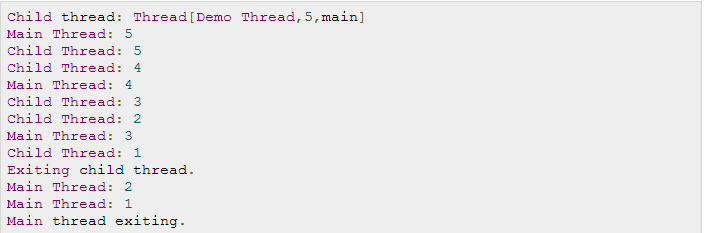 Child thread: Thread[Demo Thread,5,main]
Main Thread: 5
Child Thread: 5
Child Thread: 4
Main Thread: 4
Child Thread: 3
Child Thread: 2
Main Thread: 3
Child Thread: 1
Exiting child thread.
Main Thread: 2
Main Thread: 1
Main thread exiting.